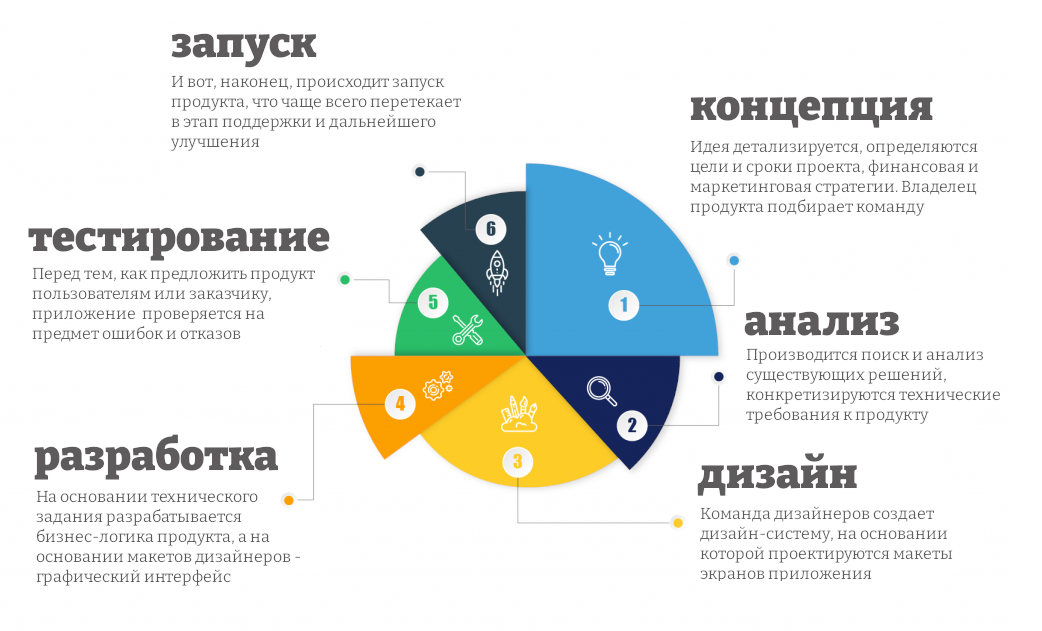 запуск
И вот, наконец, происходит запуск
продукта, что чаще всего перетекает
в этап поддержки и дальнейшего
улучшения
концепция
Идея детализируется, определяются
цели и сроки проекта, финансовая и
маркетинговая стратегии. Владелец
продукта подбирает команду
тестирование
Перед тем, как предложить продукт
пользователям или заказчику,
приложение проверяется на
предмет ошибок и отказов
анализ
Производится поиск и анализ
существующих решений,
конкретизируются технические
требования к продукту
разработка
На основании технического
задания разрабатывается
бизнес-логика продукта, а на
основании макетов дизайнеров -
графический интерфейс
дизайн
Команда дизайнеров создает
дизайн-систему, на основании
которой проектируются макеты
экранов приложения
6
1
5
4
2
3